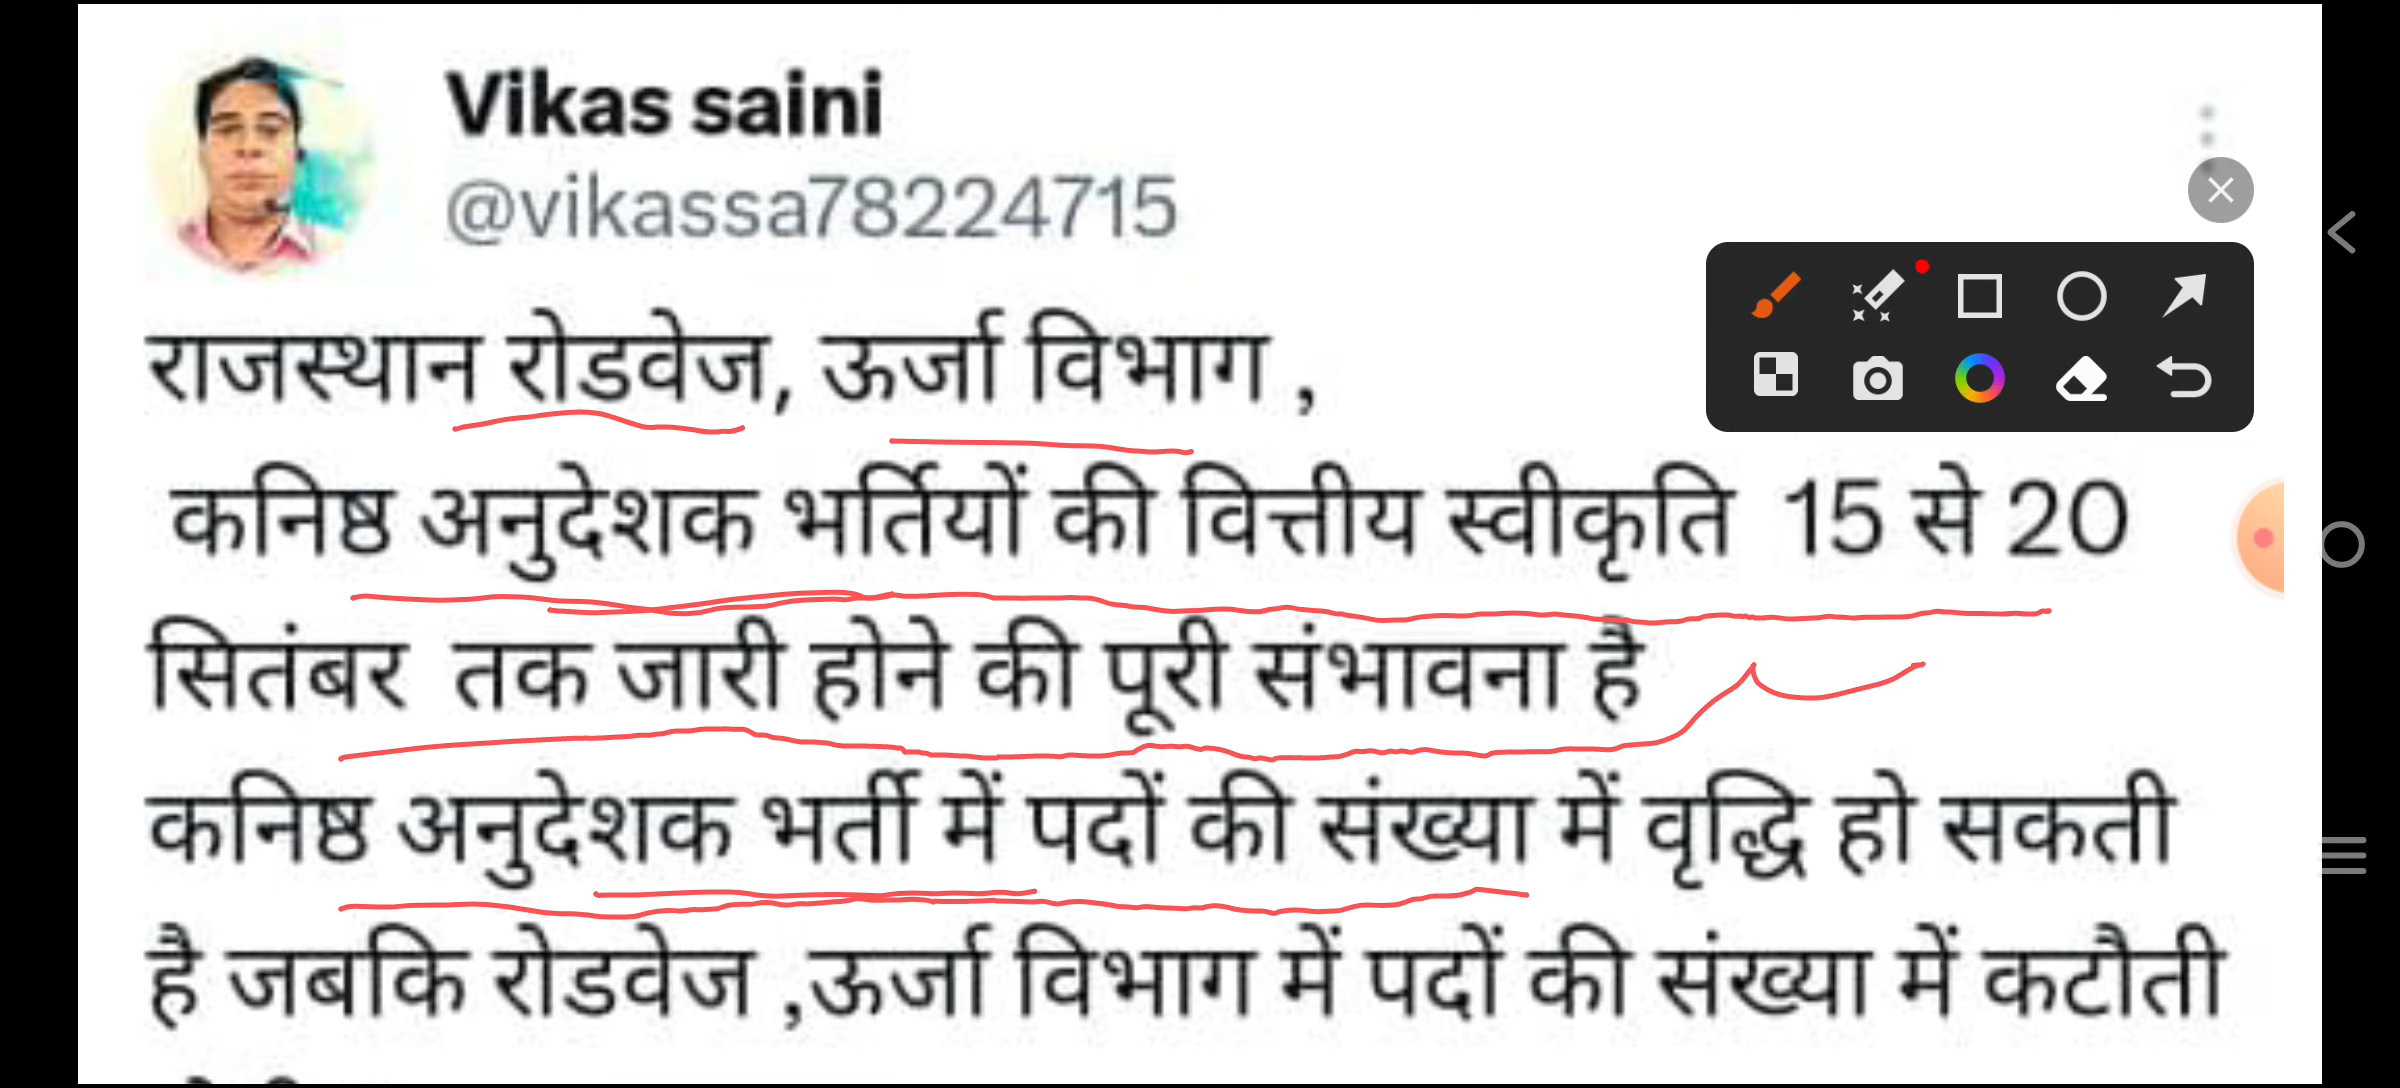 Vikas saini
@vikassa78224715
राजस्थान रोडवेज, ऊर्जा विभाग ,
कनिष्ठ अनुदेशक भर्तियों की वित्तीय स्वीकृति 15 से 20
सितंबर तक जारी होने की पूरी संभावना है
कनिष्ठ अनुदेशक भर्ती में पदों की संख्या में वृद्धि हो सकती
है जबकि रोडवेज ,ऊर्जा विभाग में पदों की संख्या में कटौती